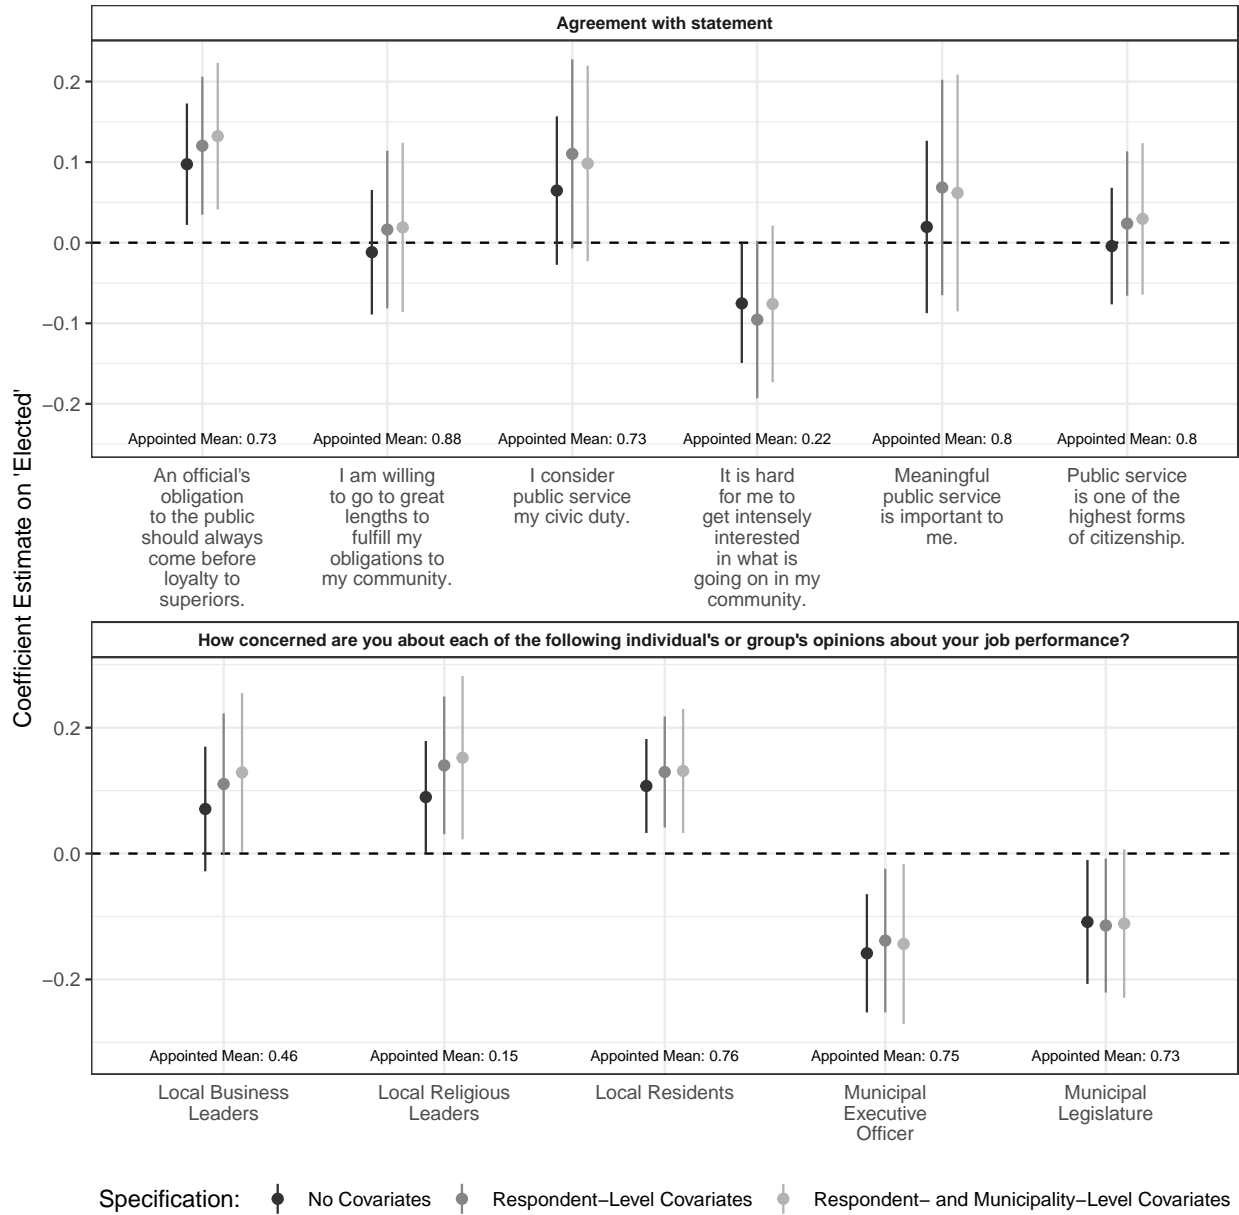 Agreement with statement
Coefficient Estimate on 'Elected'
0.2
0.1
0.0
−0.1
−0.2
Appointed Mean: 0.73 Appointed Mean: 0.88 Appointed Mean: 0.73 Appointed Mean: 0.22 Appointed Mean: 0.8 Appointed Mean: 0.8
An official's
obligation
to the public
should always
come before
loyalty to
superiors.
I am willing
to go to great
lengths to
fulfill my
obligations to
my community.
I consider
public service
my civic duty.
It is hard
for me to
get intensely
interested
in what is
going on in my
community.
Meaningful
public service
is important to
me.
Public service
is one of the
highest forms
of citizenship.
How concerned are you about each of the following individual's or group's opinions about your job performance?
0.2
0.0
−0.2
Appointed Mean: 0.46 Appointed Mean: 0.15 Appointed Mean: 0.76 Appointed Mean: 0.75 Appointed Mean: 0.73
Local Business
Leaders
Local Religious
Leaders
Local Residents
Municipal
Executive
Officer
Municipal
Legislature
Specification: No Covariates Respondent−Level Covariates Respondent− and Municipality−Level Covariates